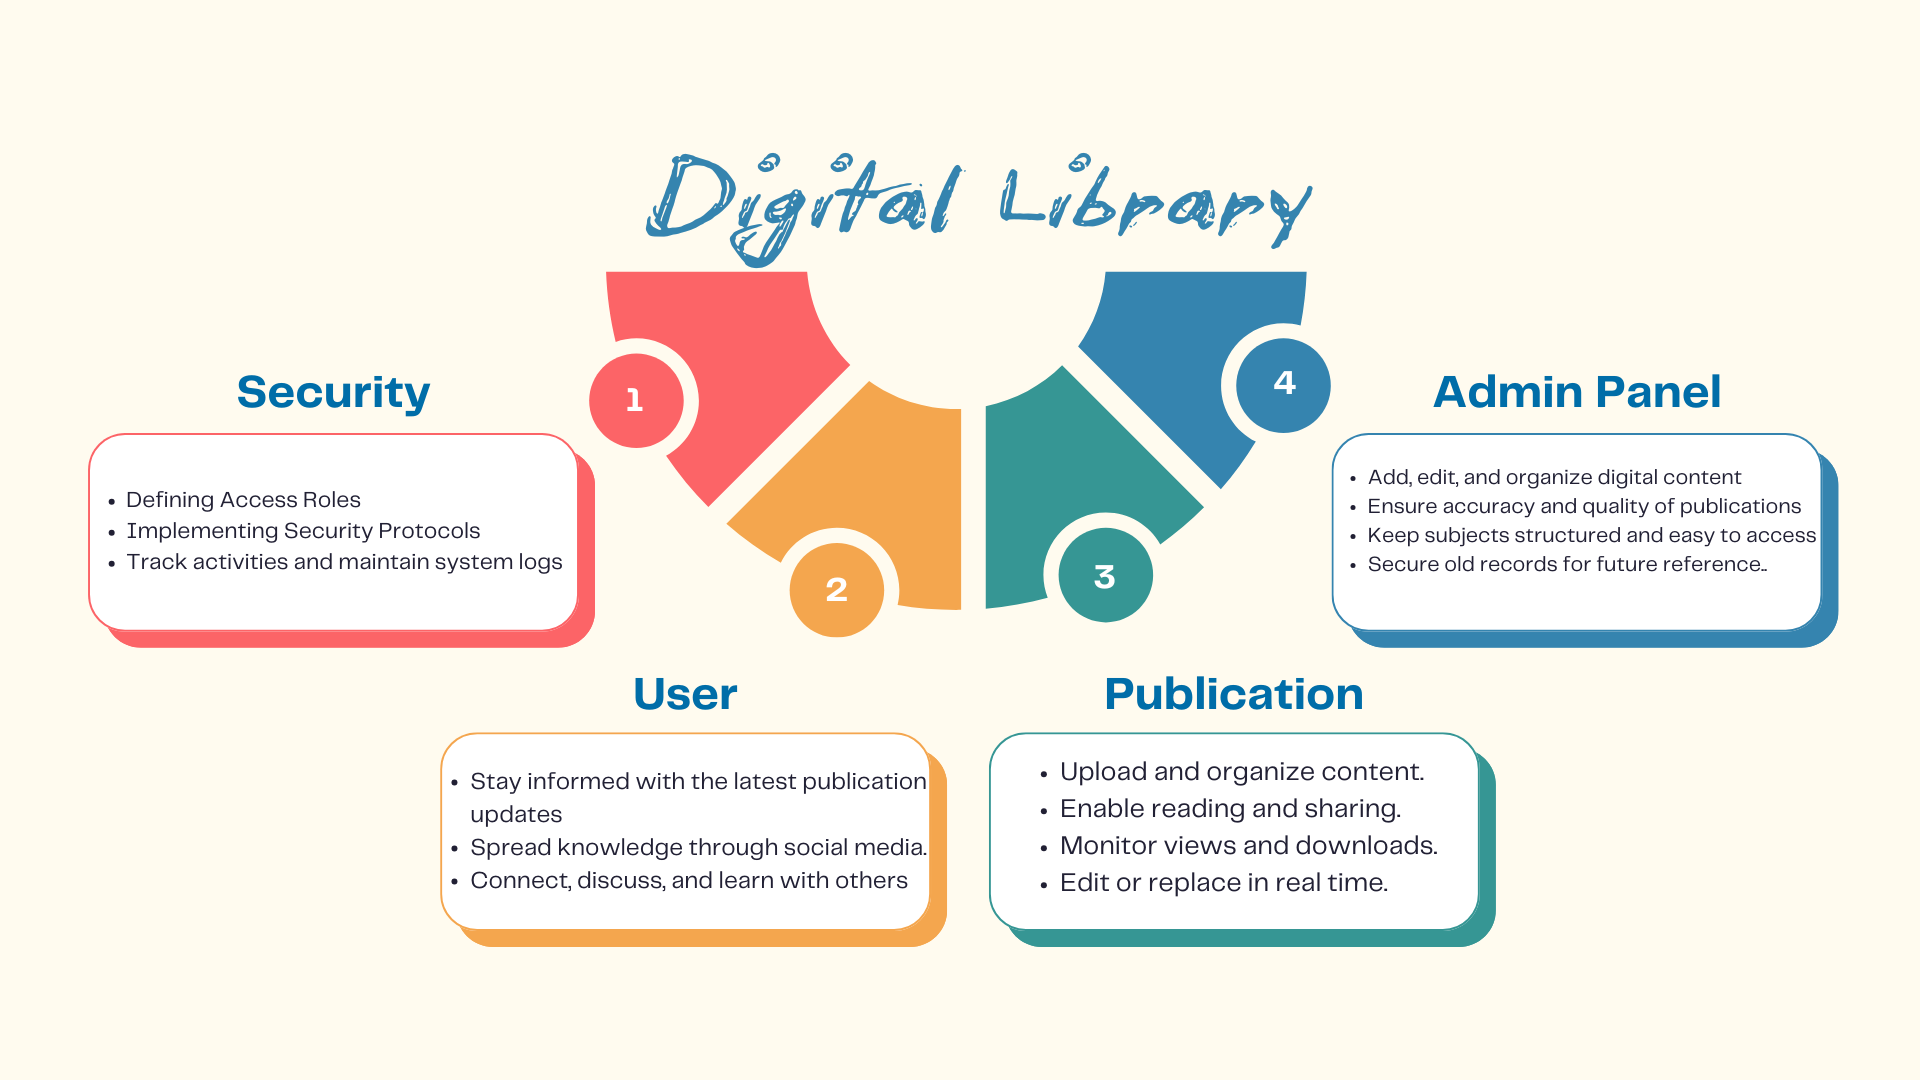 Digital Library
1
2
3
4
Security
• Defining Access Roles
• Implementing Security Protocols
• Track activities and maintain system logs
User
• Stay informed with the latest publication
updates
• Spread knowledge through social media.
• Connect, discuss, and learn with others
Publication
• Upload and organize content.
• Enable reading and sharing.
• Monitor views and downloads.
• Edit or replace in real time.
Admin Panel
• Add, edit, and organize digital content
• Ensure accuracy and quality of publications
• Keep subjects structured and easy to access
• Secure old records for future reference..